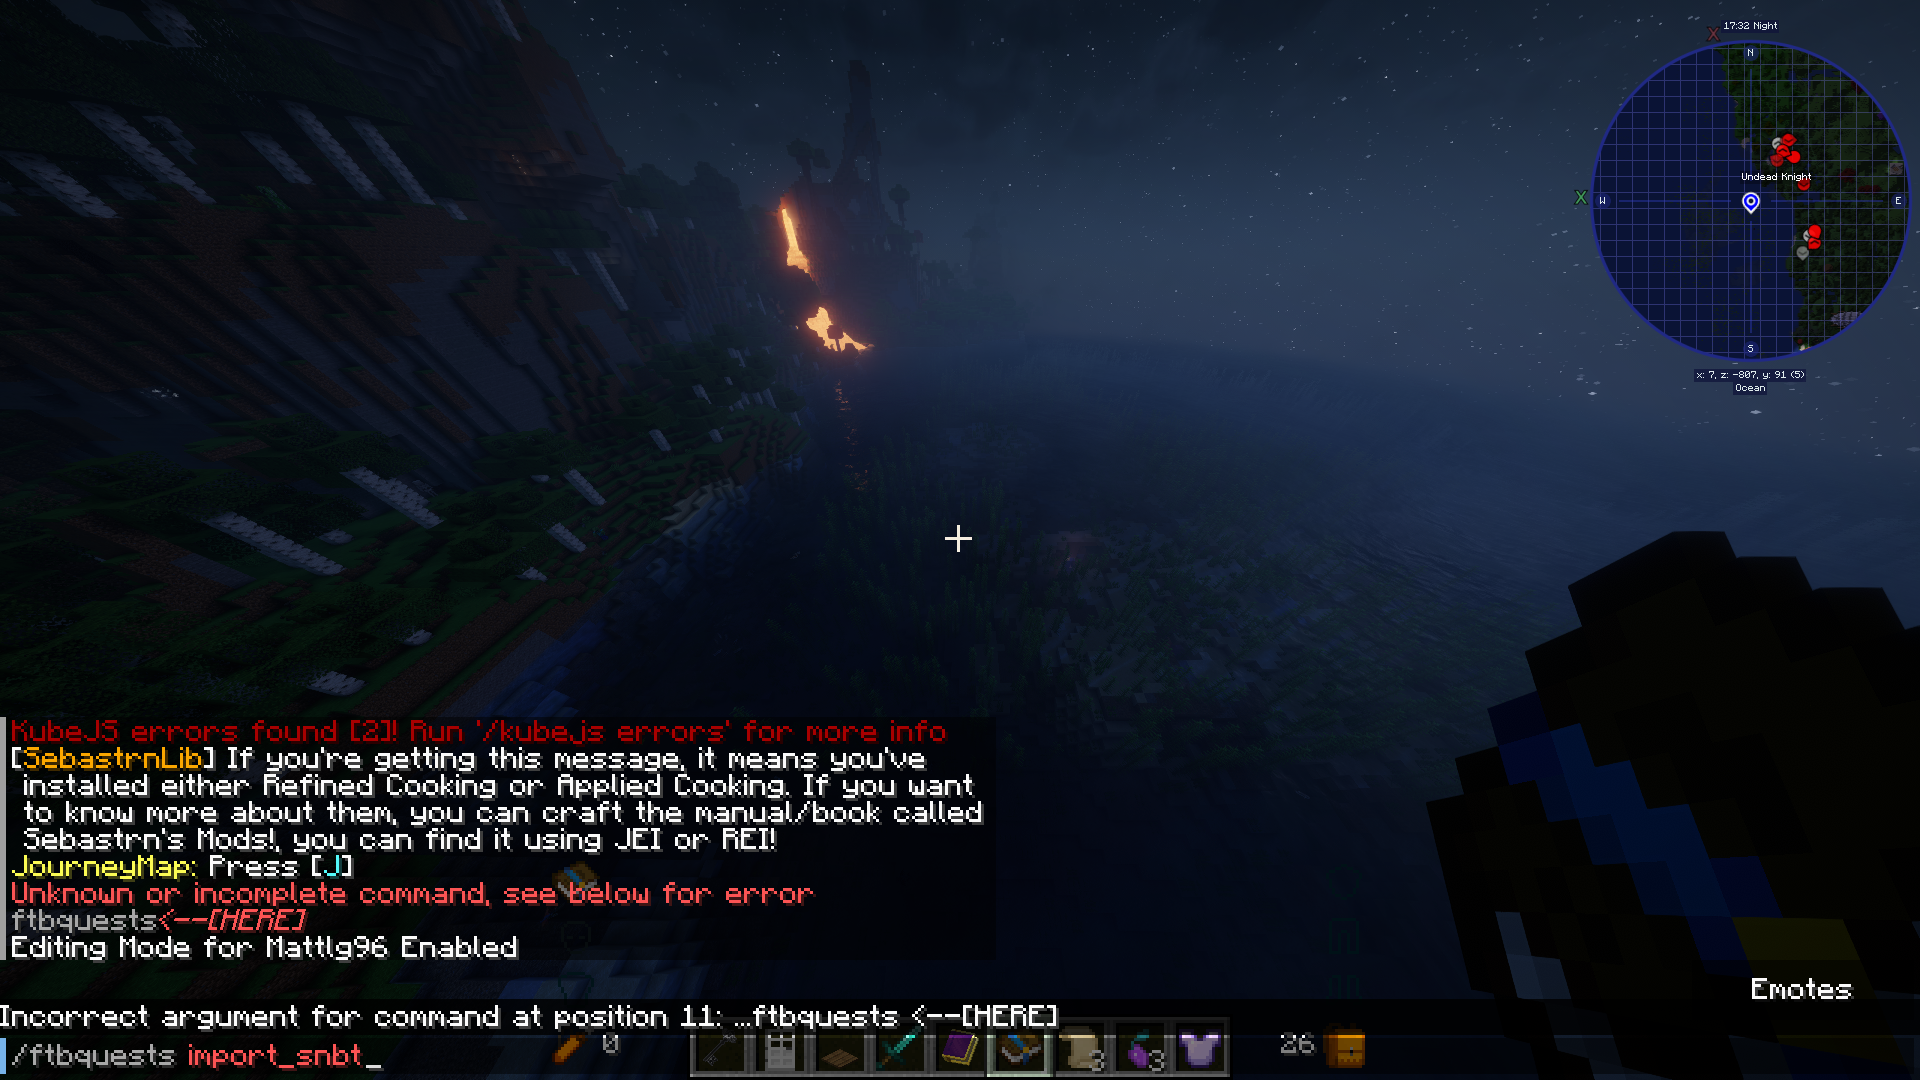 17:32 Night
X
N
Undead Knight
X
W
E
S
x: 7, z: -807, y: 91 (5)
Ocean
KubeJS errors found [2]! Run '/kubejs errors' for more info
[SebastrnLib] If you're getting this message, it means you've
installed either Refined Cooking or Applied Cooking. If you want
to know more about them, you can craft the manual/book called
Sebastrn's Mods!, you can find it using JEI or REI!
JourneyMap: Press [J]
Unknown or incomplete command, see below for error
ftbquests<--[HERE]
Editing Mode for Mattlg96 Enabled
Emotes
Incorrect argument for command at position 11: ...ftbquests <--[HERE]
/ftbquests import_snbt_
0
3
3
26